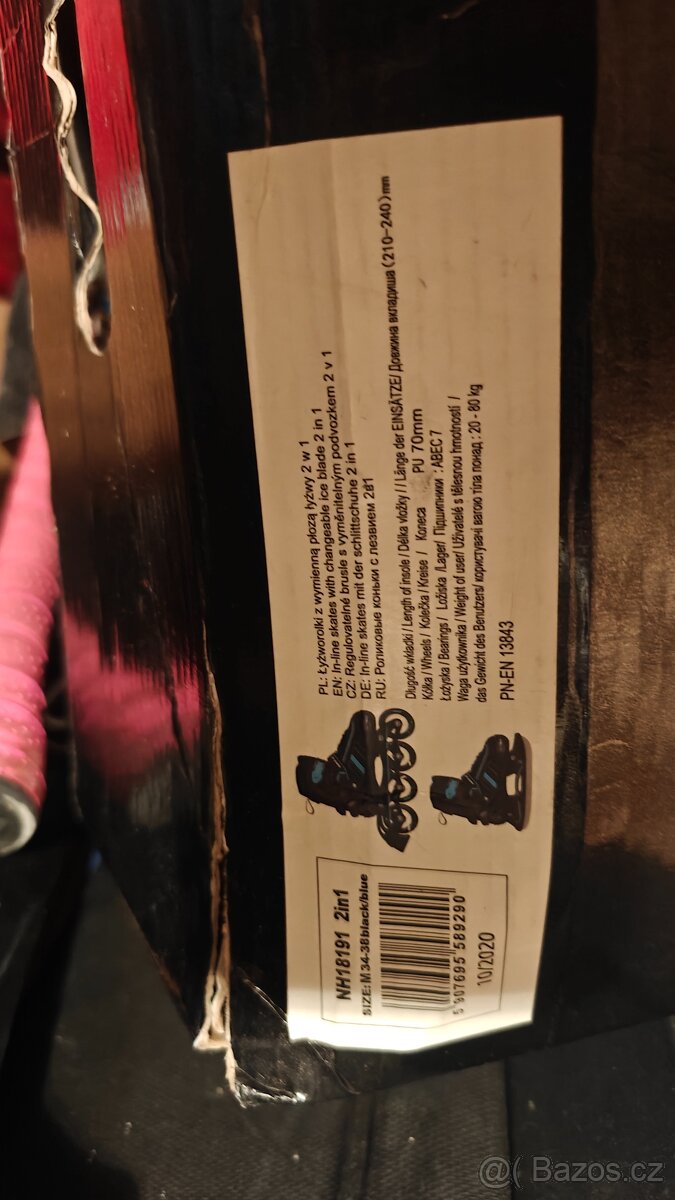 NH18191 2in1
SIZE: M 34-38black/blue
5 907695 589290
10/2020
PL: Łyżworolki z wymienną płozą łyżwy 2 w 1
EN: In-line skates with changeable ice blade 2 in 1
CZ: Regulovatelné brusle s vyměnitelným podvozkem 2 v 1
DE: In-line skates mit der schlittschuhe 2 in 1
RU: Роликовые коньки с лезвием 2в1
Długość wkładki / Length of insole / Délka vložky / / Länge der EINSÄTZE/ Довжина вкладиша (210-240)mm
Kółka / Wheels / Kolečka / Kreise / Колеса PU 70mm
Łożyska / Bearings / Ložiska /Lager/ Підшипники : ABEC 7
Waga użytkownika / Weight of user/ Uživatelé s tělesnou hmotností /
das Gewicht des Benutzers/ користувачі вагою тіла понад : 20 - 80 kg
PN-EN 13843
@( Bazoš.cz